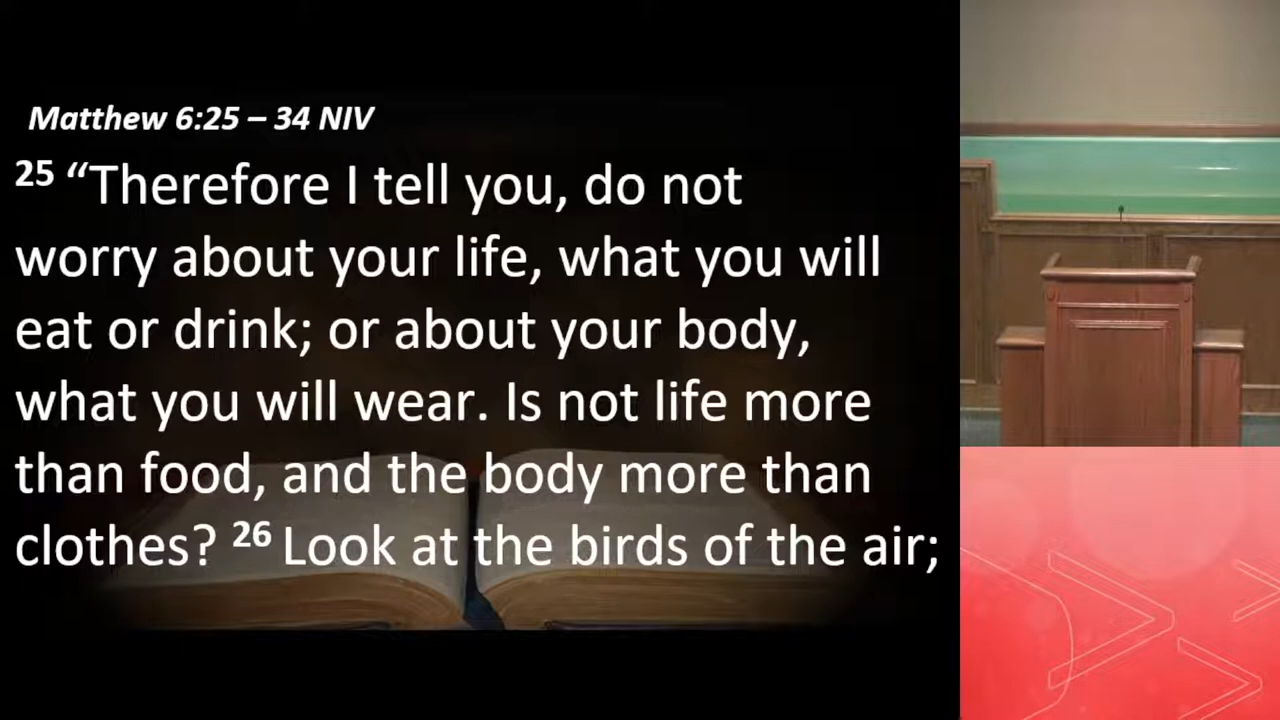 Matthew 6:25 – 34 NIV
25 “Therefore I tell you, do not
worry about your life, what you will
eat or drink; or about your body,
what you will wear. Is not life more
than food, and the body more than
clothes? 26 Look at the birds of the air;